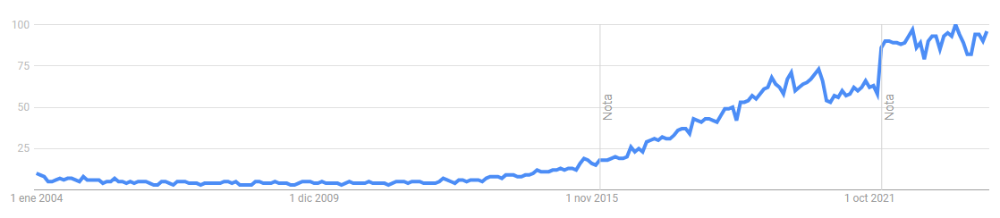 100
75
50
25
Nota
Nota
1 ene 2004
1 dic 2009
1 nov 2015
1 oct 2021